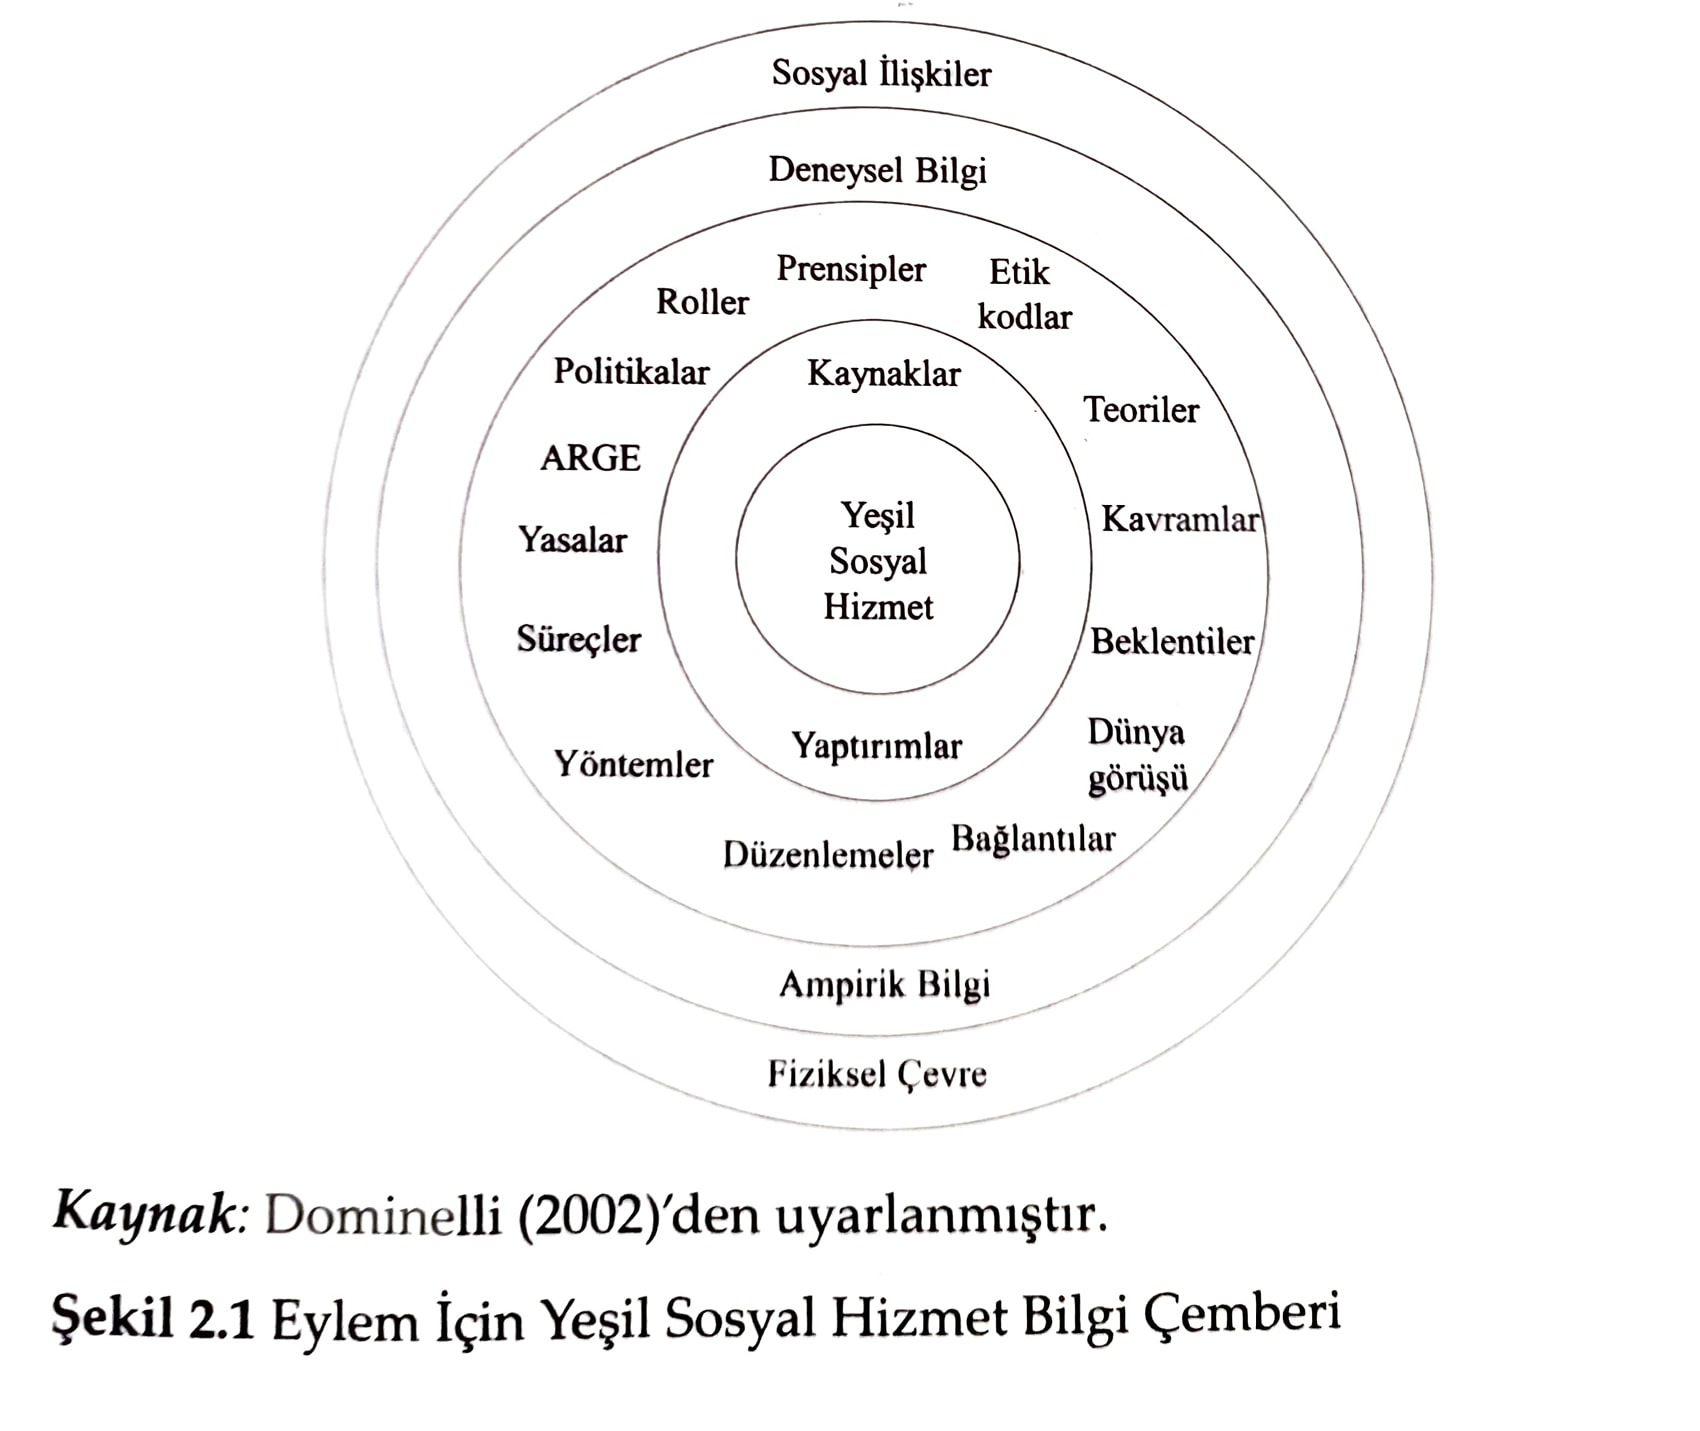 Sosyal İlişkiler
Deneysel Bilgi
Prensipler
Etik
kodlar
Roller
Politikalar
Kaynaklar
Teoriler
ARGE
Yeşil
Sosyal
Hizmet
Kavramlar
Yasalar
Süreçler
Beklentiler
Yaptırımlar
Dünya
görüşü
Yöntemler
Düzenlemeler
Bağlantılar
Ampirik Bilgi
Fiziksel Çevre
Kaynak: Dominelli (2002)'den uyarlanmıştır.
Şekil 2.1 Eylem İçin Yeşil Sosyal Hizmet Bilgi Çemberi